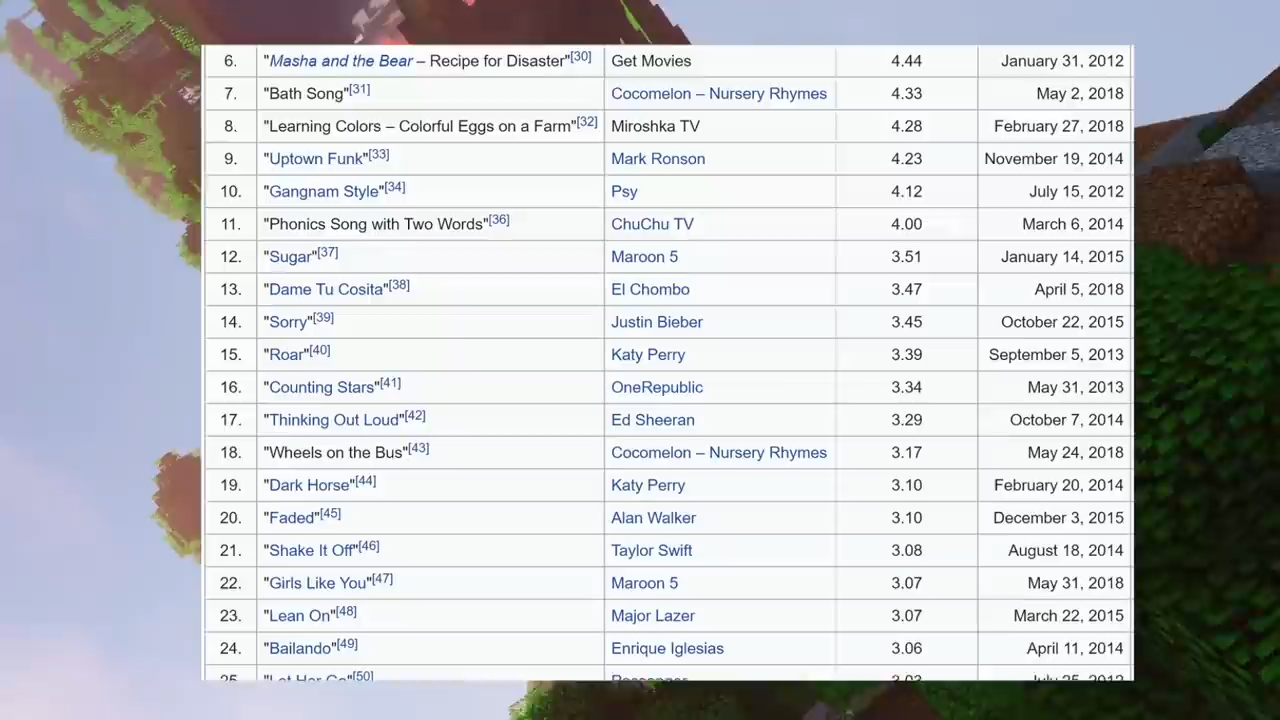 6. "Masha and the Bear – Recipe for Disaster"[30] Get Movies 4.44 January 31, 2012
7. "Bath Song"[31] Cocomelon – Nursery Rhymes 4.33 May 2, 2018
8. "Learning Colors – Colorful Eggs on a Farm"[32] Miroshka TV 4.28 February 27, 2018
9. "Uptown Funk"[33] Mark Ronson 4.23 November 19, 2014
10. "Gangnam Style"[34] Psy 4.12 July 15, 2012
11. "Phonics Song with Two Words"[36] ChuChu TV 4.00 March 6, 2014
12. "Sugar"[37] Maroon 5 3.51 January 14, 2015
13. "Dame Tu Cosita"[38] El Chombo 3.47 April 5, 2018
14. "Sorry"[39] Justin Bieber 3.45 October 22, 2015
15. "Roar"[40] Katy Perry 3.39 September 5, 2013
16. "Counting Stars"[41] OneRepublic 3.34 May 31, 2013
17. "Thinking Out Loud"[42] Ed Sheeran 3.29 October 7, 2014
18. "Wheels on the Bus"[43] Cocomelon – Nursery Rhymes 3.17 May 24, 2018
19. "Dark Horse"[44] Katy Perry 3.10 February 20, 2014
20. "Faded"[45] Alan Walker 3.10 December 3, 2015
21. "Shake It Off"[46] Taylor Swift 3.08 August 18, 2014
22. "Girls Like You"[47] Maroon 5 3.07 May 31, 2018
23. "Lean On"[48] Major Lazer 3.07 March 22, 2015
24. "Bailando"[49] Enrique Iglesias 3.06 April 11, 2014
25. "Let Her Go"[50] Passenger 3.03 July 25, 2012